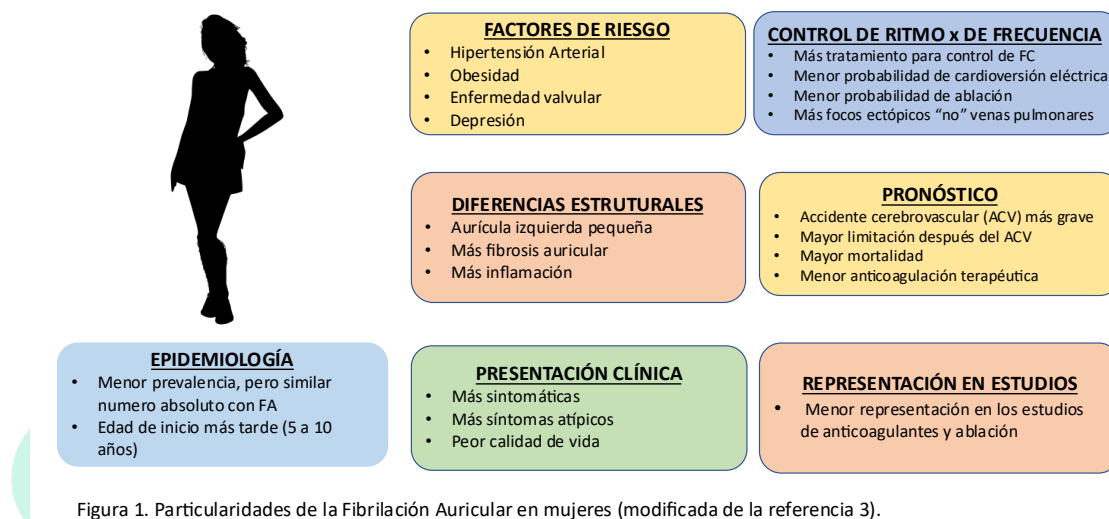 FACTORES DE RIESGO
• Hipertensión Arterial
• Obesidad
• Enfermedad valvular
• Depresión
CONTROL DE RITMO x DE FRECUENCIA
• Más tratamiento para control de FC
• Menor probabilidad de cardioversión eléctrica
• Menor probabilidad de ablación
• Más focos ectópicos “no” venas pulmonares
DIFERENCIAS ESTRUTURALES
• Aurícula izquierda pequeña
• Más fibrosis auricular
• Más inflamación
PRONÓSTICO
• Accidente cerebrovascular (ACV) más grave
• Mayor limitación después del ACV
• Mayor mortalidad
• Menor anticoagulación terapéutica
EPIDEMIOLOGÍA
• Menor prevalencia, pero similar
numero absoluto con FA
• Edad de inicio más tarde (5 a 10
años)
PRESENTACIÓN CLÍNICA
• Más sintomáticas
• Más síntomas atípicos
• Peor calidad de vida
REPRESENTACIÓN EN ESTUDIOS
• Menor representación en los estudios
de anticoagulantes y ablación
Figura 1. Particularidades de la Fibrilación Auricular en mujeres (modificada de la referencia 3).